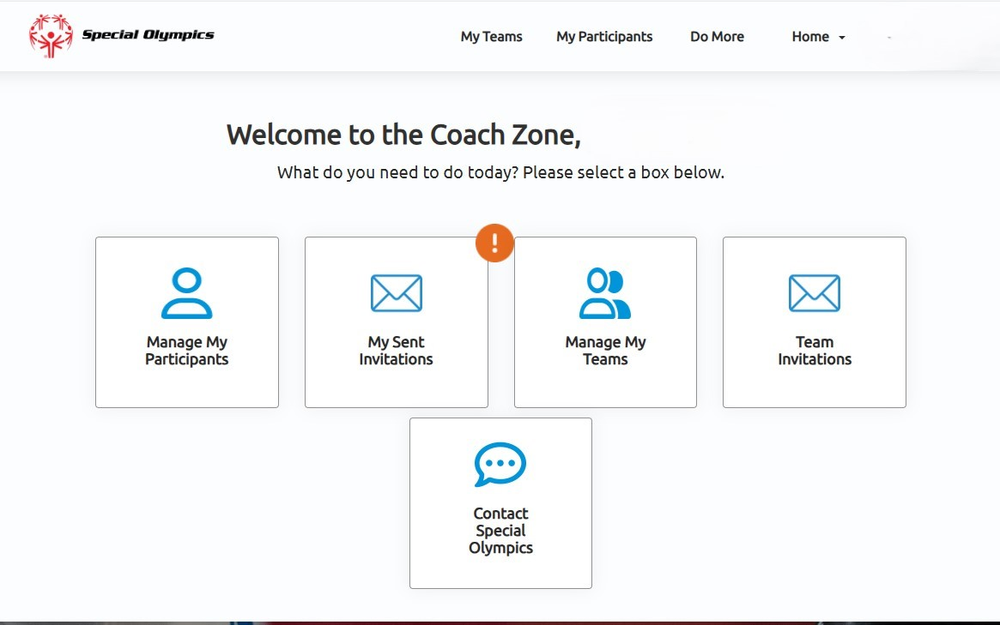 Special Olympics
My Teams My Participants Do More Home
Welcome to the Coach Zone,
What do you need to do today? Please select a box below.
!
Manage My
Participants
My Sent
Invitations
Manage My
Teams
Team
Invitations
Contact
Special
Olympics